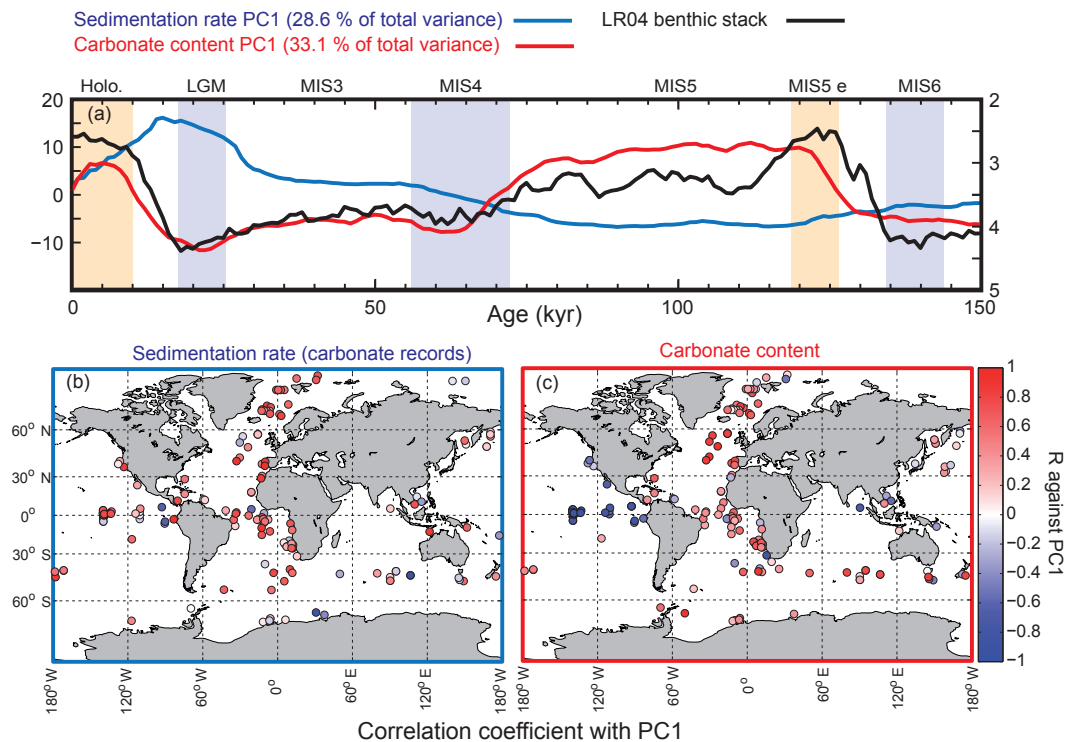 Sedimentation rate PC1 (28.6 % of total variance)
LR04 benthic stack
Carbonate content PC1 (33.1 % of total variance)
Holo. LGM MIS3 MIS4 MIS5 MIS5 e MIS6
(a)
20 10 0 −10
2 3 4 5
0 50 100 150
Age (kyr)
Sedimentation rate (carbonate records)
Carbonate content
(b)
(c)
60° N
30° N
0°
30° S
60° S
180° W 120° W 60° W 0° 60° E 120° E 180° W
180° W 120° W 60° W 0° 60° E 120° E 180° W
1
0.8
0.6
0.4
0.2
0
−0.2
−0.4
−0.6
−0.8
−1
R against PC1
Correlation coefficient with PC1